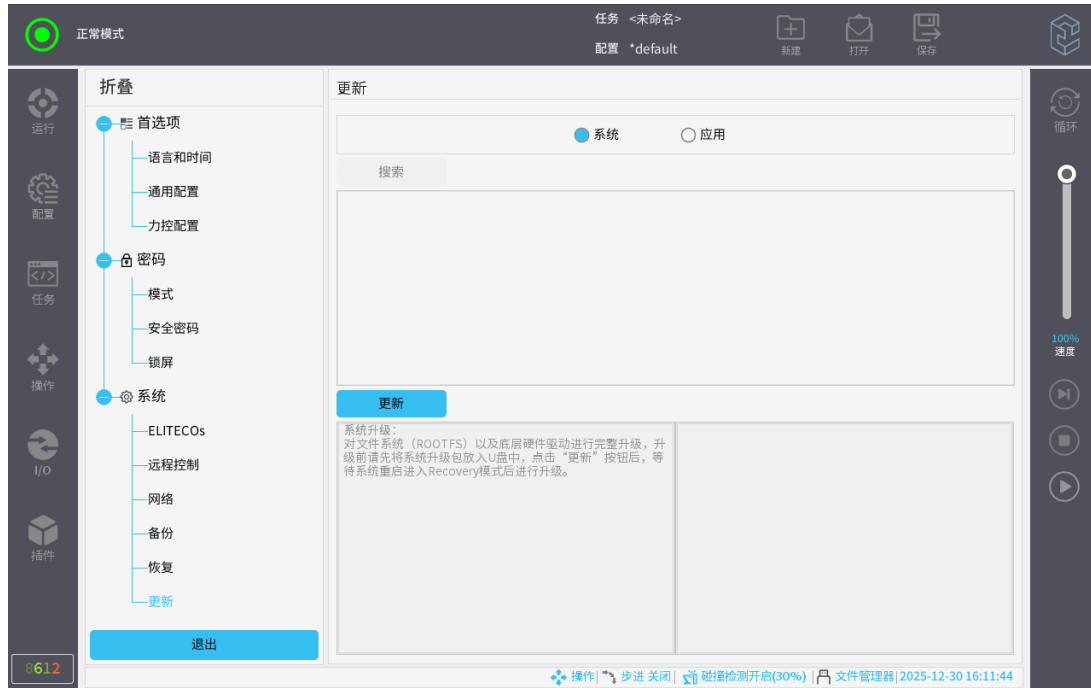 正常模式
任务 <未命名>
配置 *default
新建
打开
保存
运行
配置
任务
操作
I/O
插件
8612
折叠
首选项
语言和时间
通用配置
力控配置
密码
模式
安全密码
锁屏
系统
ELITECOs
远程控制
网络
备份
恢复
更新
退出
更新
系统 应用
搜索
更新
系统升级:
对文件系统（ROOTFS）以及底层硬件驱动进行完整升级，升
级前请先将系统升级包放入U盘中，点击“更新”按钮后，等
待系统重启进入Recovery模式后进行升级。
循环
100%
速度
操作| 步进 关闭| 碰撞检测开启(30%) | 文件管理器| 2025-12-30 16:11:44